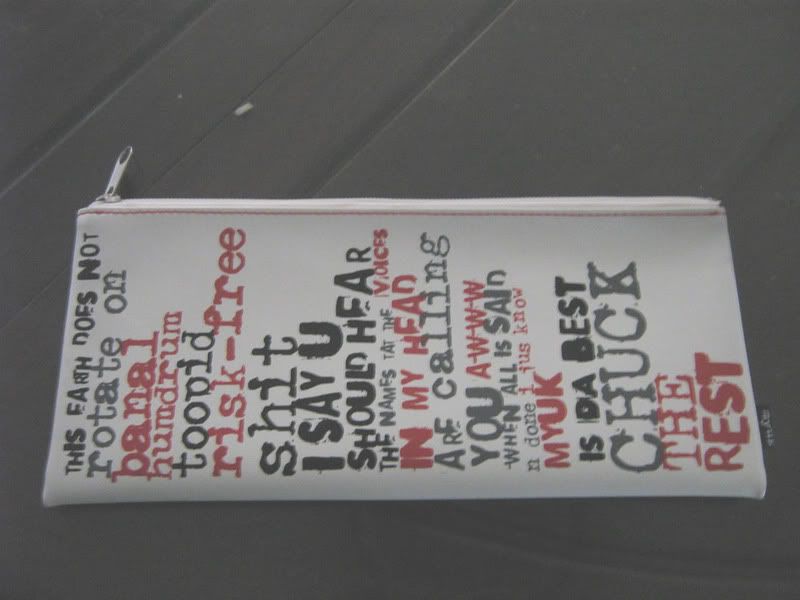 THIS EARTH DOES NOT
rotate on
banal
humdrum
toopid
risk-free
shit
I SAY U
SHOULD HEAR
THE NAMES TAT THE VOICES
IN MY HEAD
ARE calling
YOU A-W-W-W
WHEN ALL IS SAID
n done i jus know
MYUK
IS DA BEST
CHUCK
THE
REST
myuk